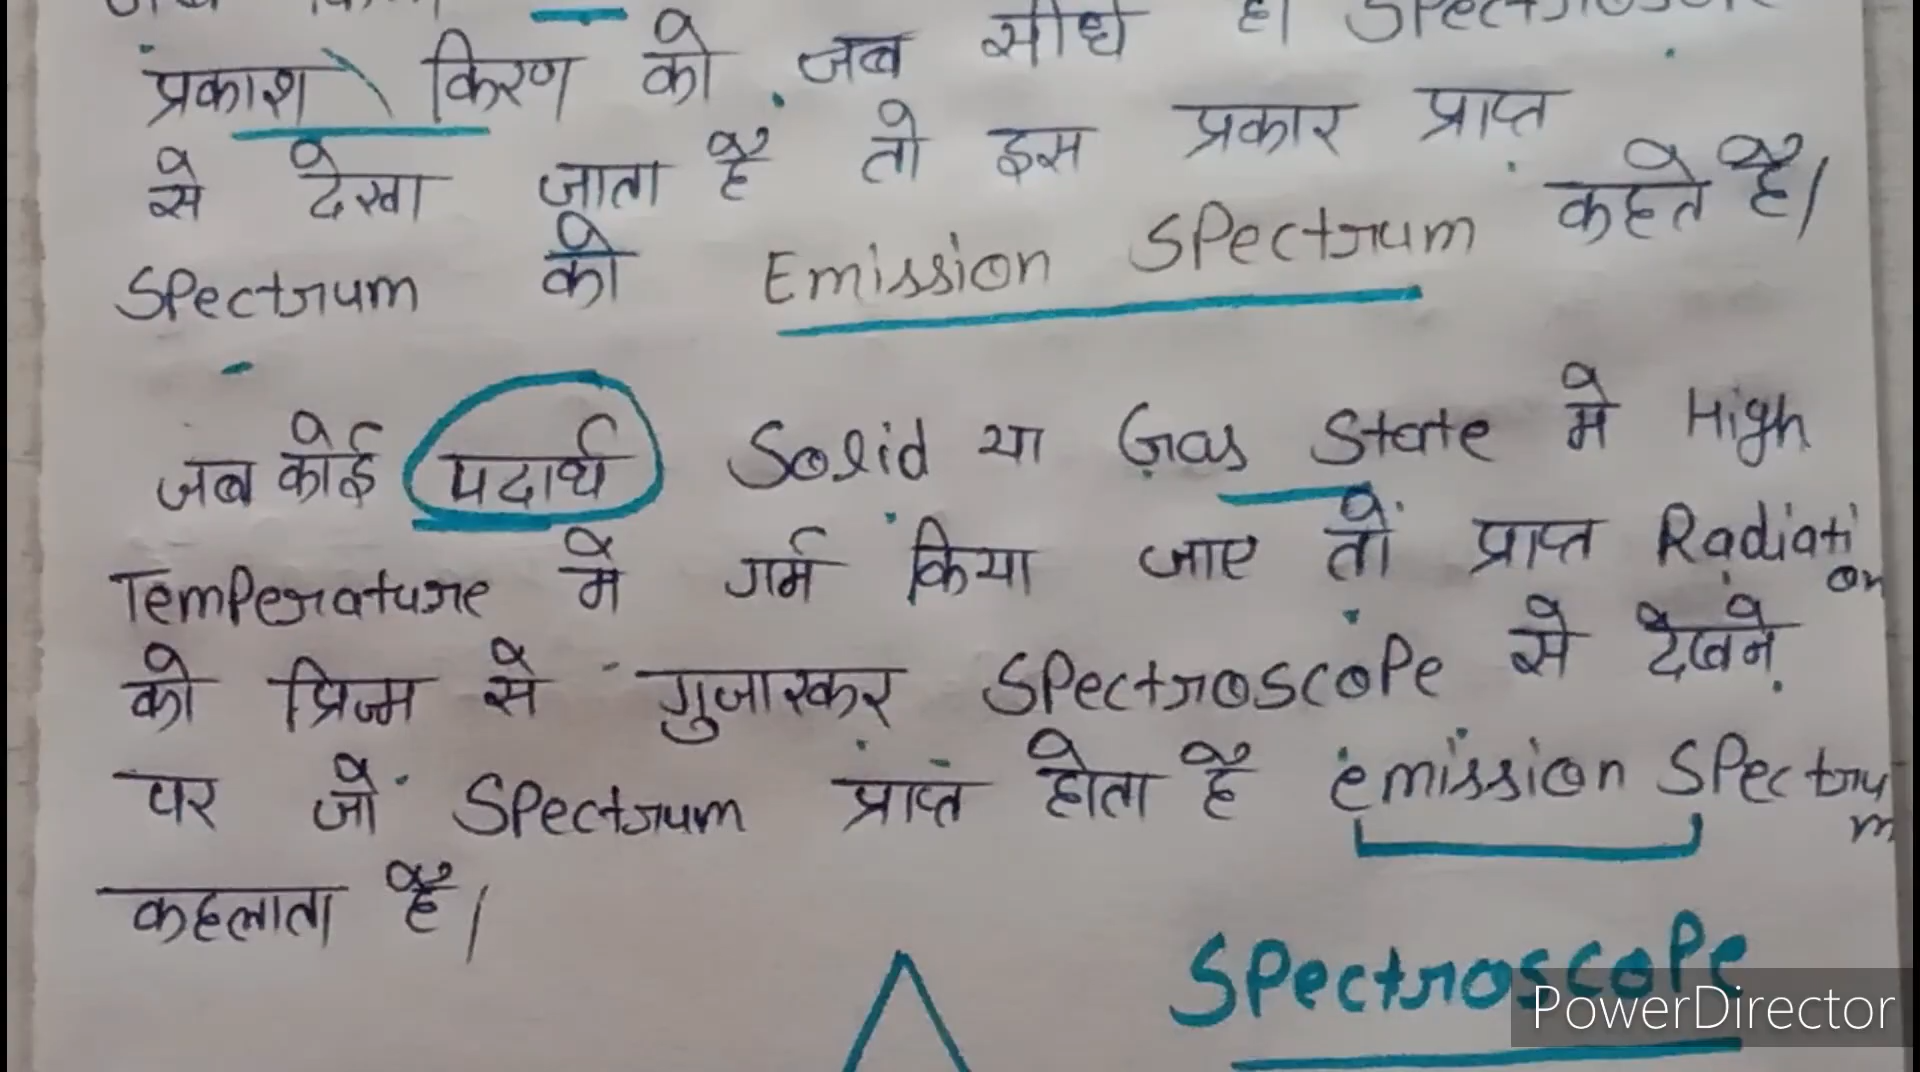 प्रकाश किरण को जब सीधे ही Spectroscope
से देखा जाता है तो इस प्रकार प्राप्त
Spectrum को Emission Spectrum कहते है।
जब कोई पदार्थ Solid या Gas State मे High
Temperature मे गर्म किया जाए तो प्राप्त Radiation
को प्रिज्म से गुजारकर Spectroscope से देखने
पर जो Spectrum प्राप्त होता है emission Spectrum
कहलाता है।
Spectroscope
PowerDirector